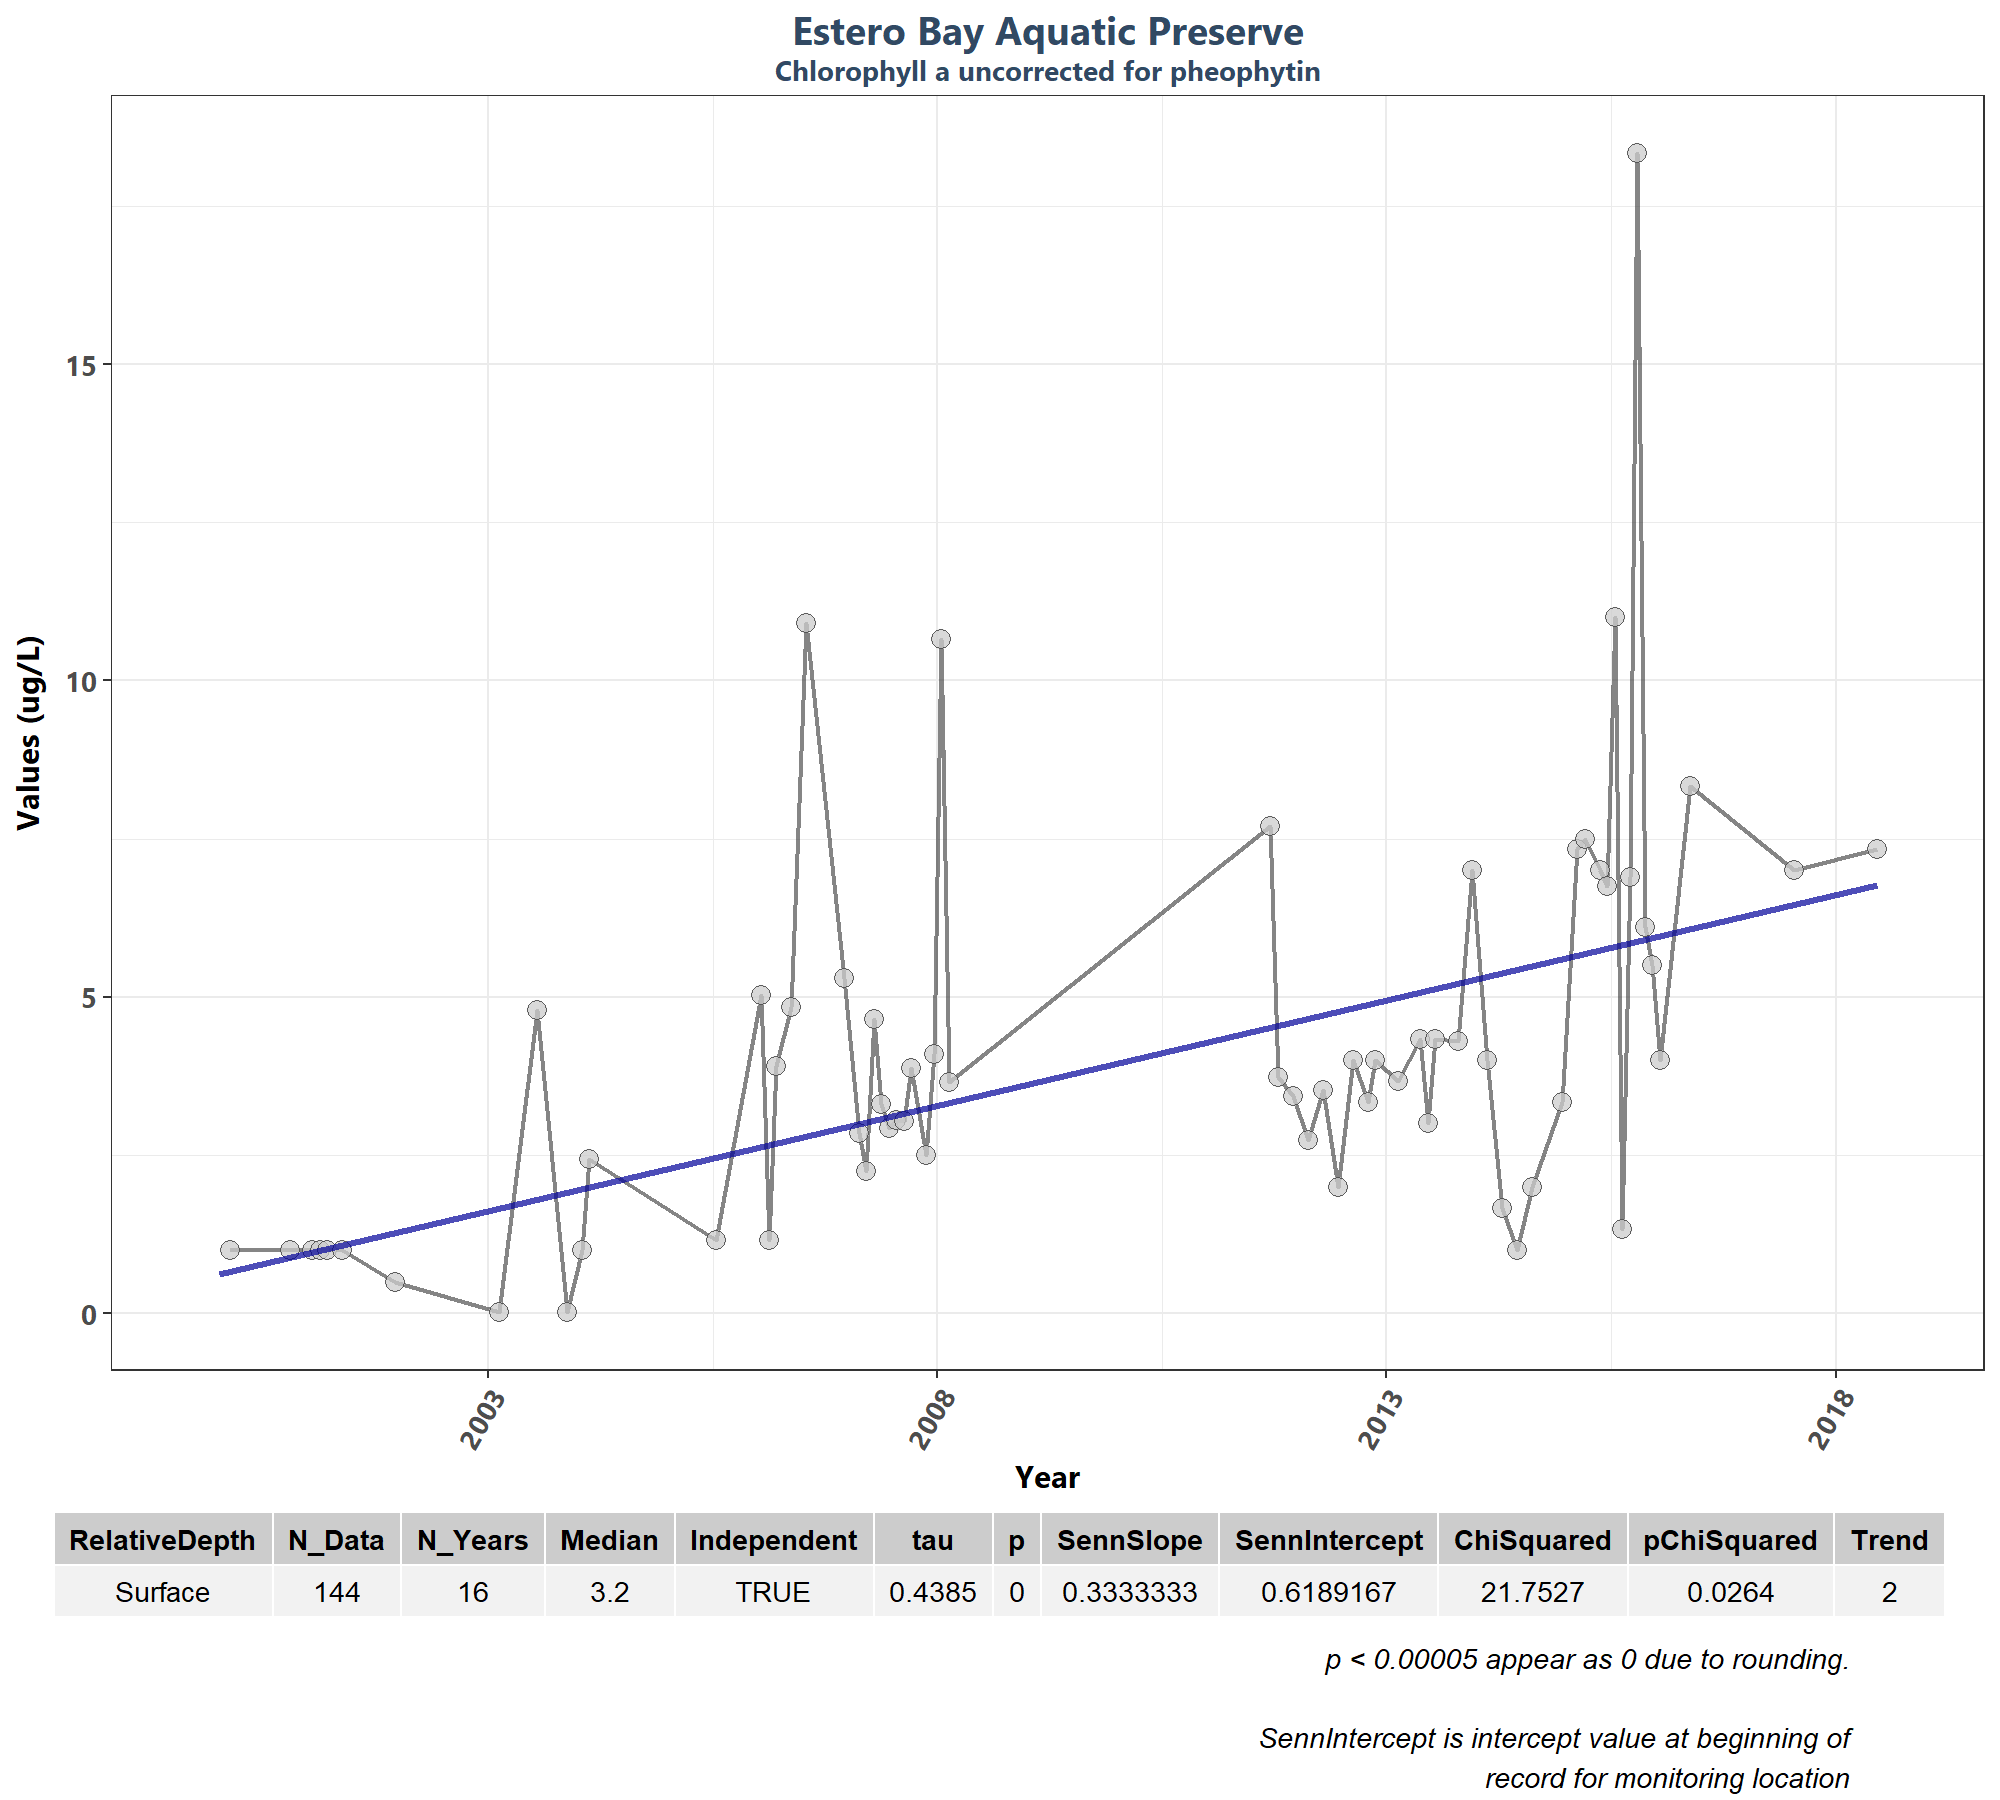 Estero Bay Aquatic Preserve
Chlorophyll a uncorrected for pheophytin
Values (ug/L)
15
10
5
0
2003 2008 2013 2018
Year
RelativeDepth N_Data N_Years Median Independent tau p SennSlope SennIntercept ChiSquared pChiSquared Trend
Surface 144 16 3.2 TRUE 0.4385 0 0.3333333 0.6189167 21.7527 0.0264 2
p < 0.00005 appear as 0 due to rounding.
SennIntercept is intercept value at beginning of
record for monitoring location